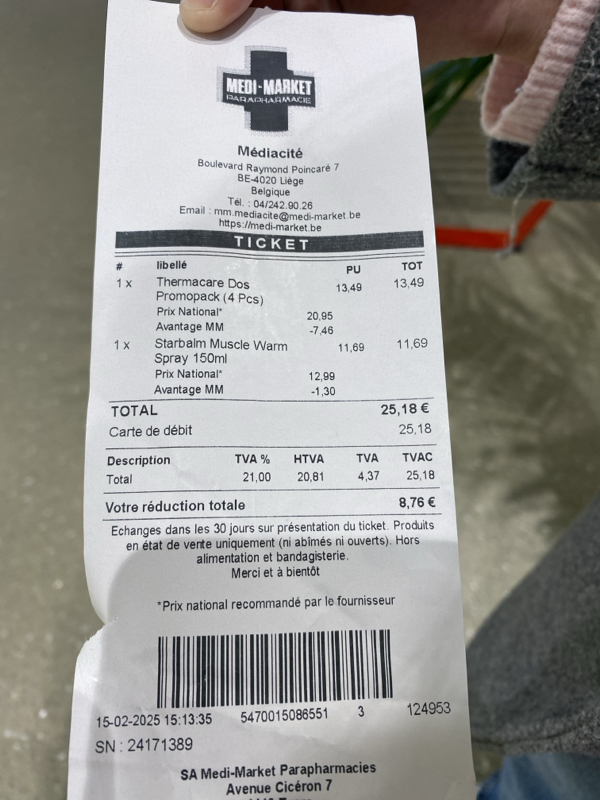 MEDI-MARKET
PARAPHARMACIE
Médiacité
Boulevard Raymond Poincaré 7
BE-4020 Liège
Belgique
Tél. : 04/242.90.26
Email : mm.mediacite@medi-market.be
https://medi-market.be
TICKET
# libellé PU TOT
1 x Thermacare Dos 13,49 13,49
Promopack (4 Pcs)
Prix National* 20,95
Avantage MM -7,46
1 x Starbalm Muscle Warm 11,69 11,69
Spray 150ml
Prix National* 12,99
Avantage MM -1,30
TOTAL 25,18 €
Carte de débit 25,18
Description TVA % HTVA TVA TVAC
Total 21,00 20,81 4,37 25,18
Votre réduction totale 8,76 €
Echanges dans les 30 jours sur présentation du ticket. Produits
en état de vente uniquement (ni abîmés ni ouverts). Hors
alimentation et bandagisterie.
Merci et à bientôt
*Prix national recommandé par le fournisseur
15-02-2025 15:13:35 5470015086551 3 124953
SN : 24171389
SA Medi-Market Parapharmacies
Avenue Cicéron 7